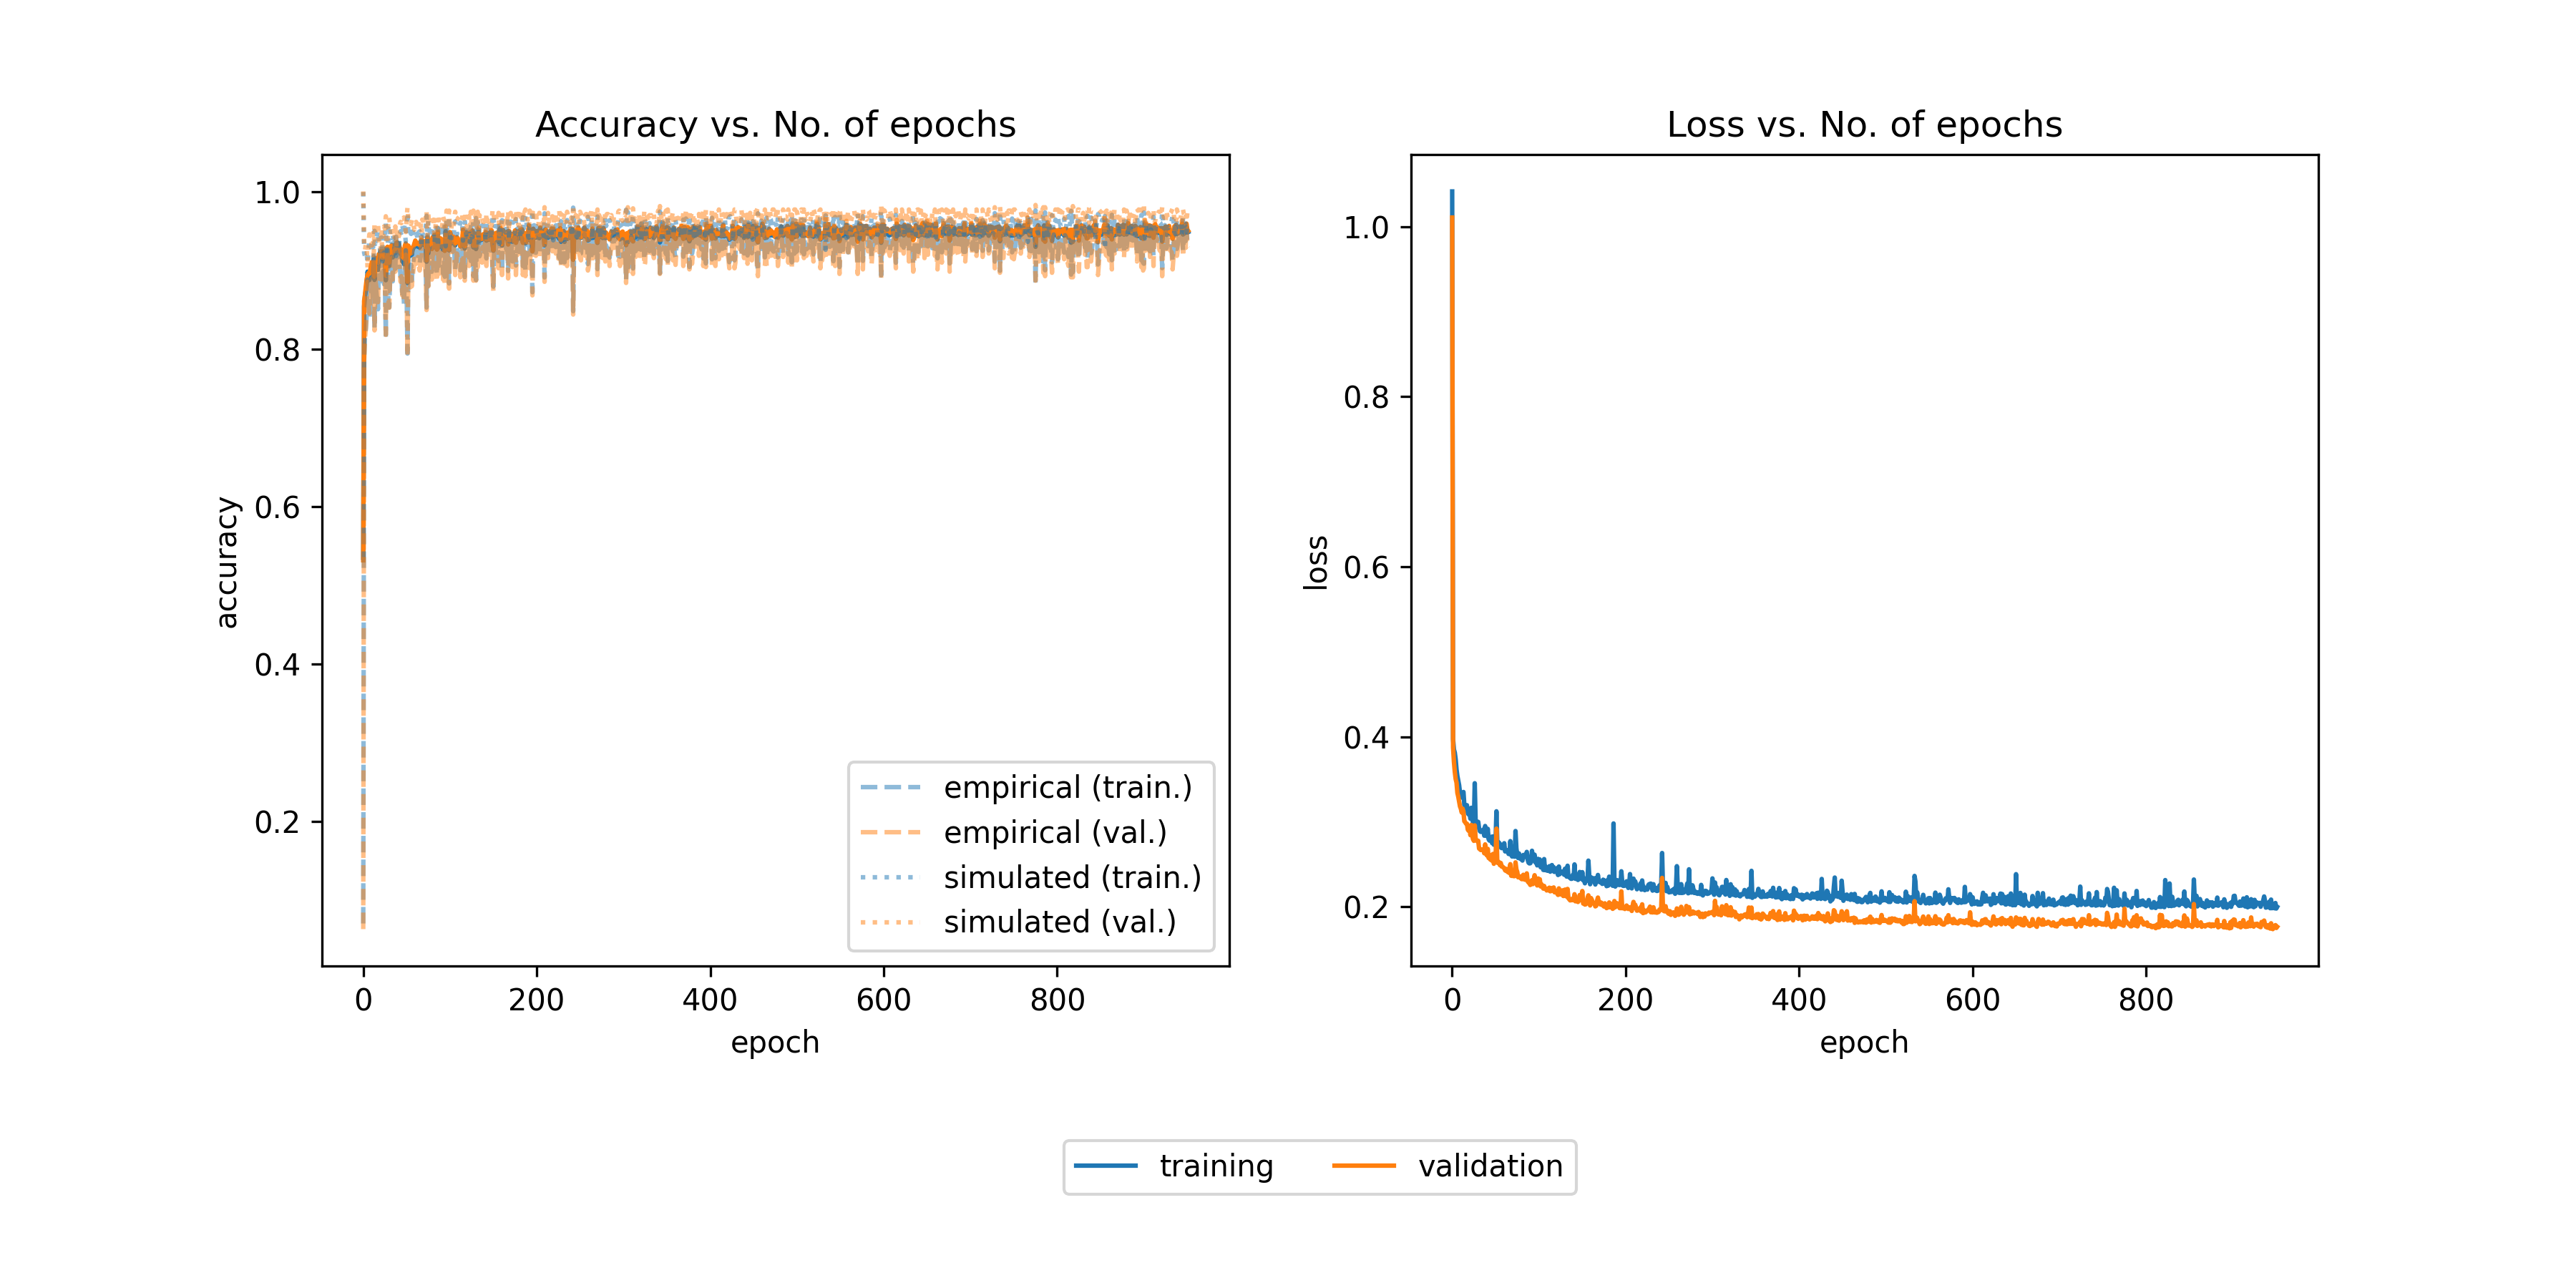 Accuracy vs. No. of epochs
1.0
0.8
0.6
0.4
0.2
accuracy
0 200 400 600 800
epoch
empirical (train.)
empirical (val.)
simulated (train.)
simulated (val.)
Loss vs. No. of epochs
1.0
0.8
0.6
0.4
0.2
loss
0 200 400 600 800
epoch
training validation